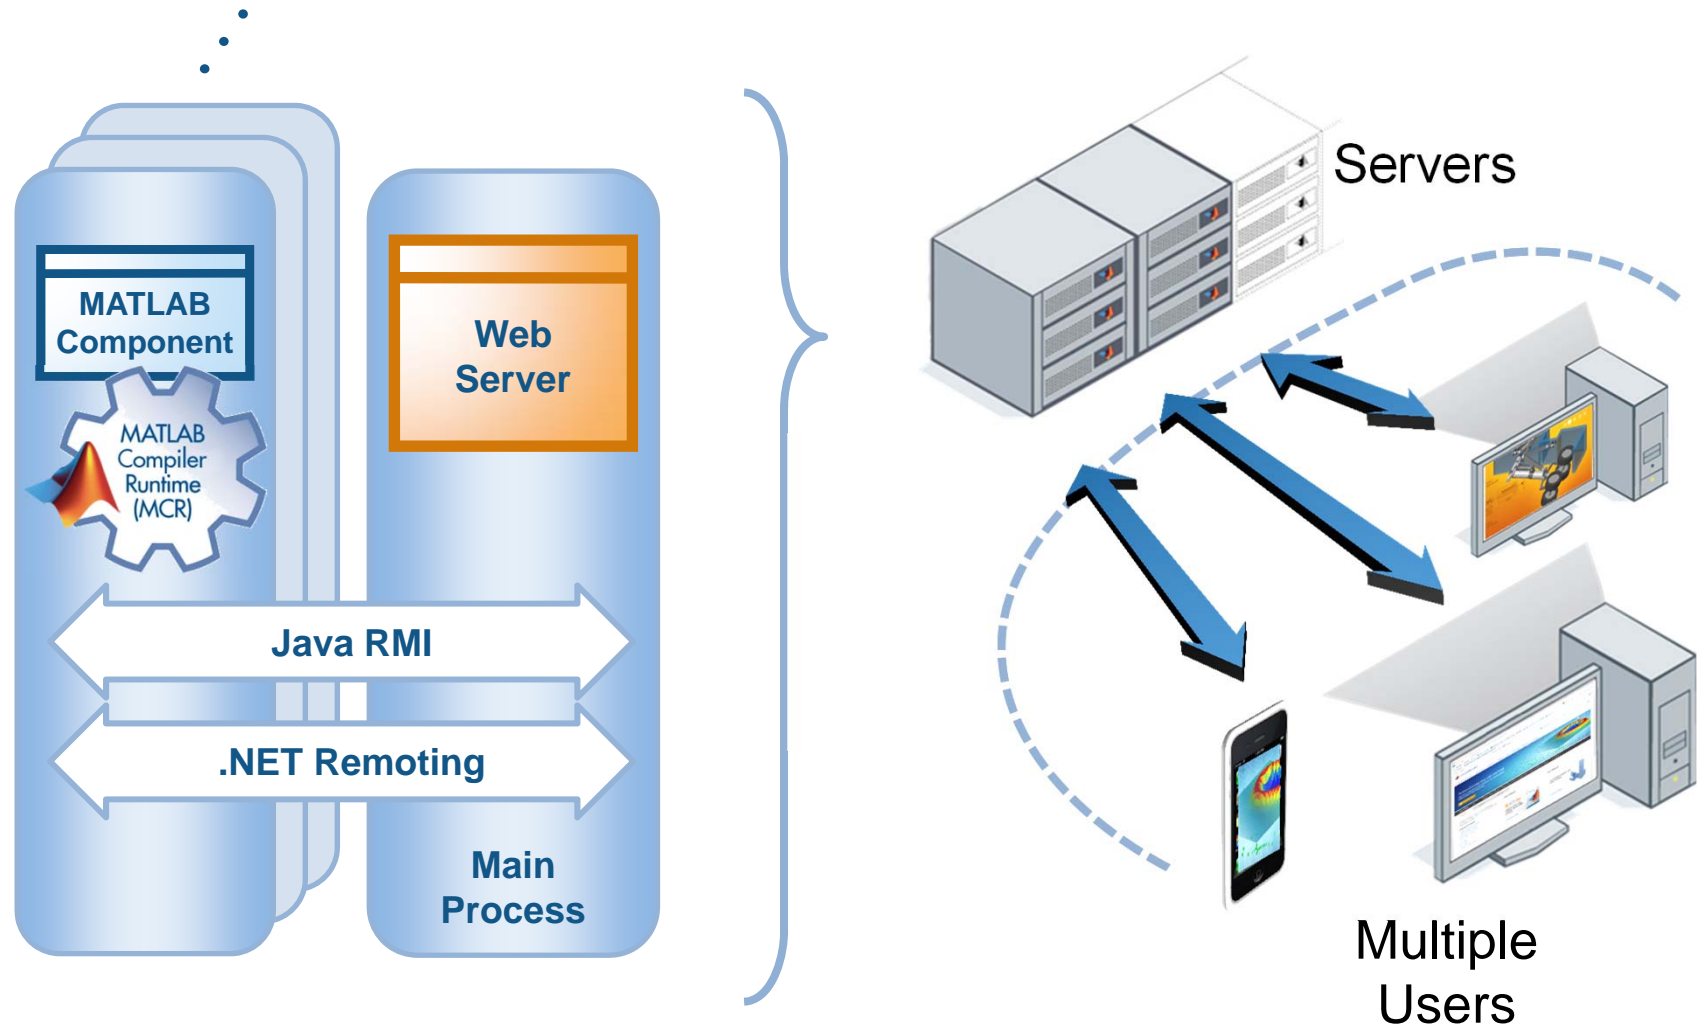 MATLAB
Component
MATLAB
Compiler
Runtime
(MCR)
Web
Server
Java RMI
.NET Remoting
Main
Process
Servers
Multiple
Users